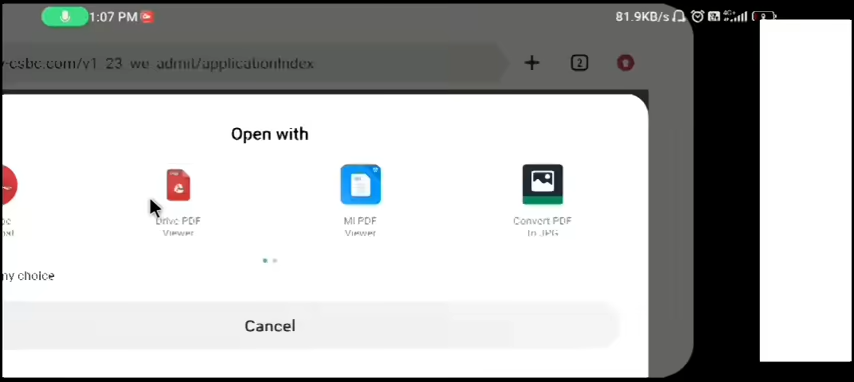 1:07 PM
81.9KB/s
4G+
-csbc.com/v1_23_we_admit/applicationIndex
2
Open with
Drive PDF
Viewer
MI PDF
Viewer
Convert PDF
to JPG
my choice
Cancel